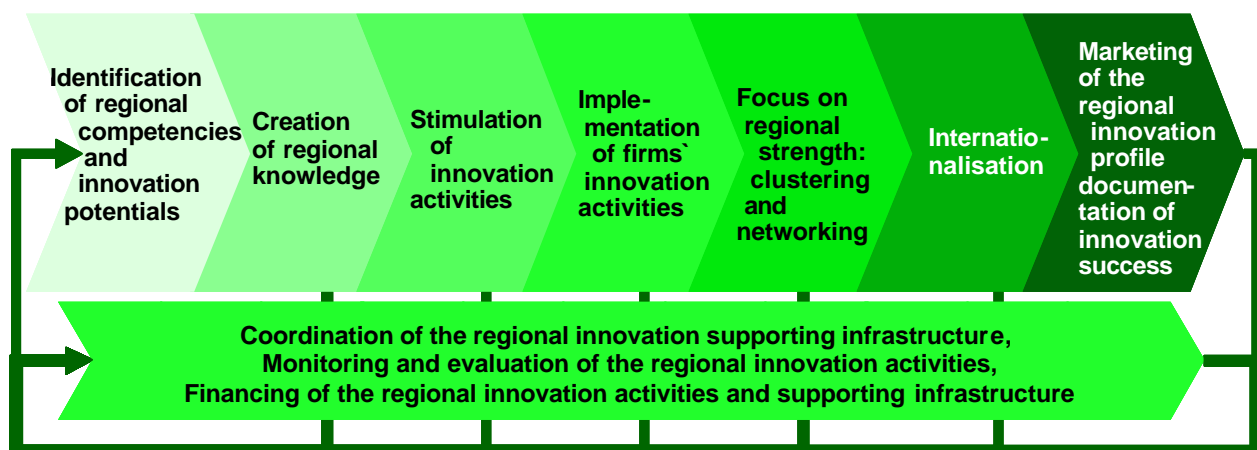 Identification
of regional
competencies
and
innovation
potentials
Creation
of regional
knowledge
Stimulation
of
innovation
activities
Imple-
mentation
of firms`
innovation
activities
Focus on
regional
strength:
clustering
and
networking
Internatio-
nalisation
Marketing
of the
regional
innovation
profile
documen-
tation of
innovation
success
Coordination of the regional innovation supporting infrastructure,
Monitoring and evaluation of the regional innovation activities,
Financing of the regional innovation activities and supporting infrastructure